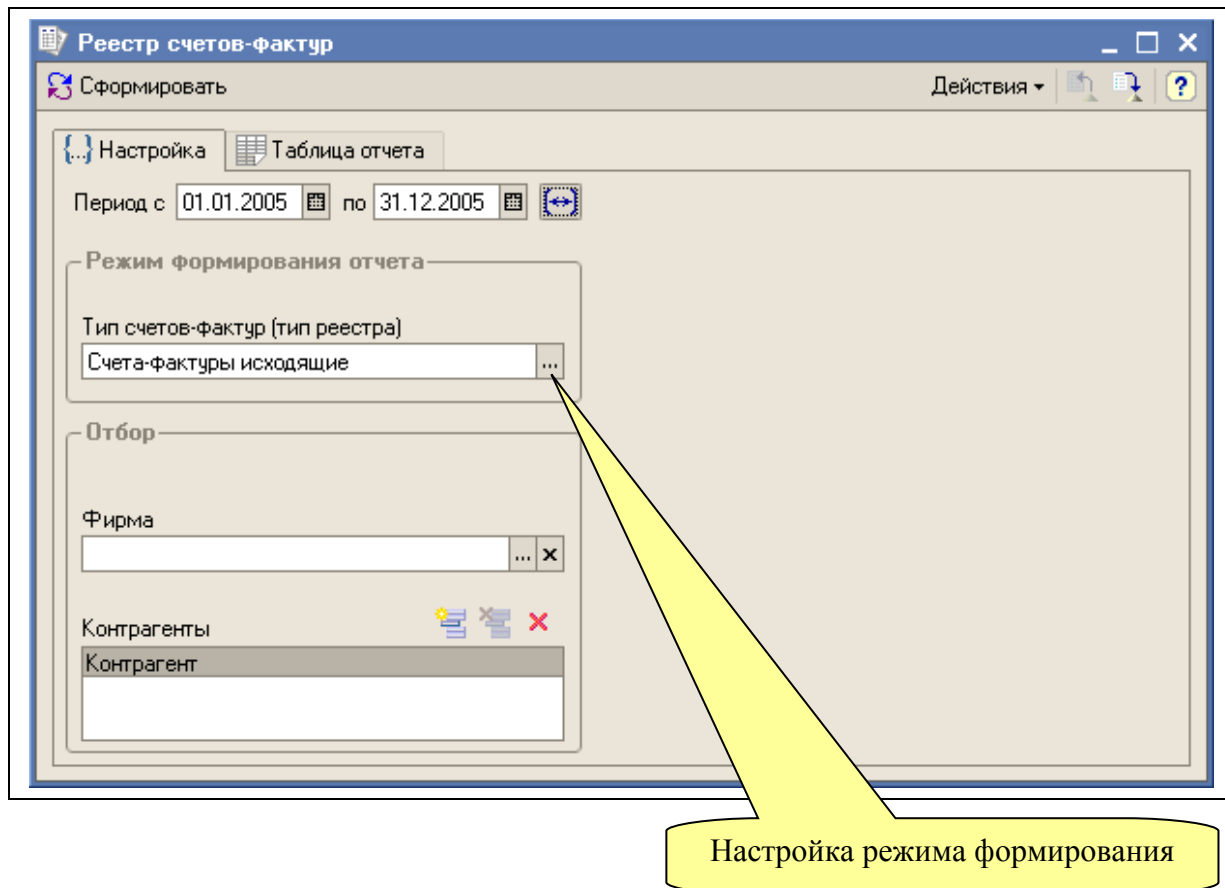 Реестр счетов-фактур
Сформировать Действия ?
{...} Настройка Таблица отчета
Период с 01.01.2005 по 31.12.2005
Режим формирования отчета
Тип счетов-фактур (тип реестра)
Счета-фактуры исходящие ...
Отбор
Фирма
... x
Контрагенты
Контрагент
Настройка режима формирования